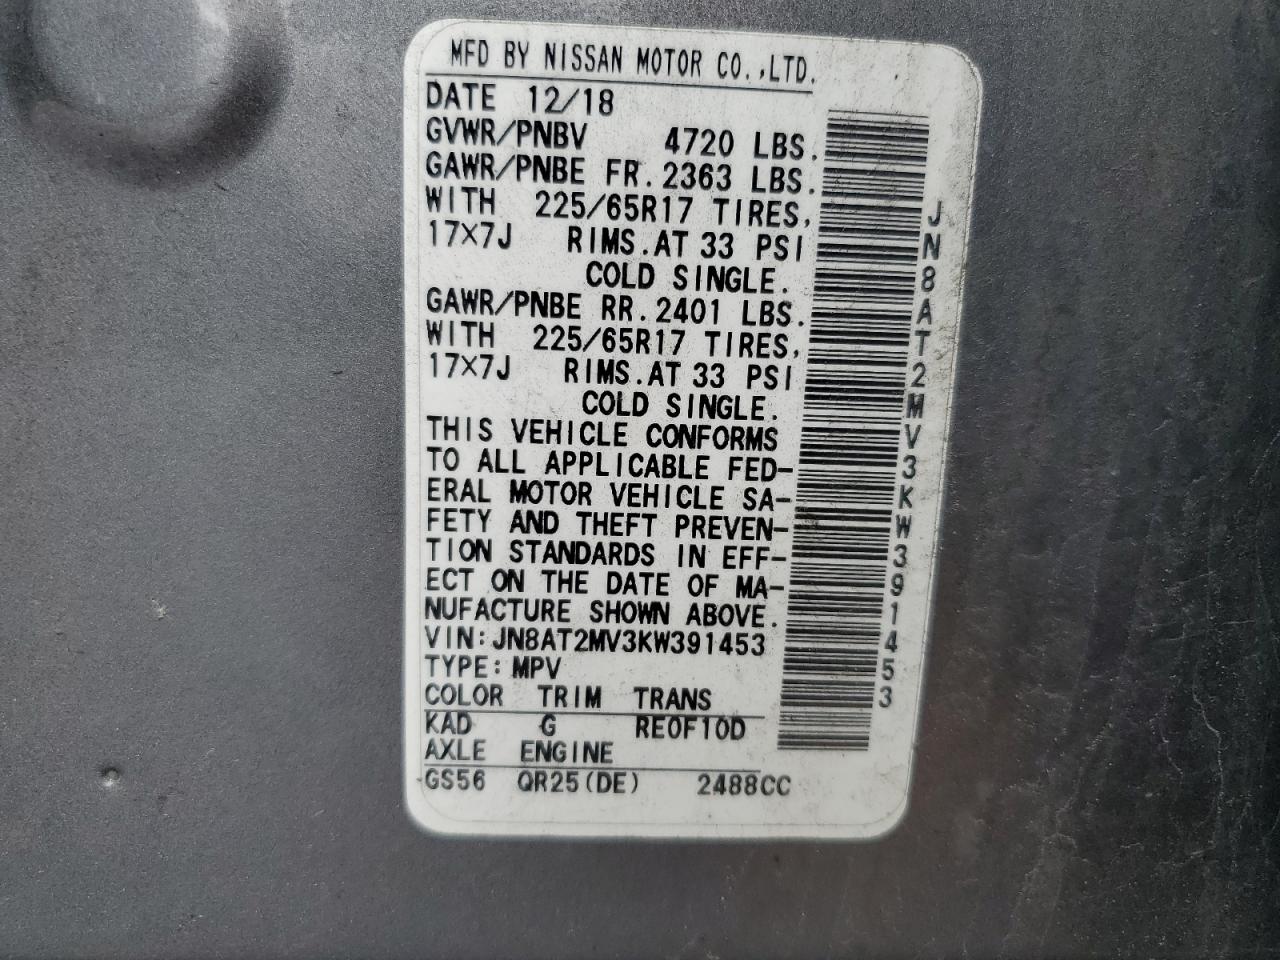 MFD BY NISSAN MOTOR CO.,LTD.
DATE 12/18
GVWR/PNBV 4720 LBS.
GAWR/PNBE FR. 2363 LBS.
WITH 225/65R17 TIRES,
17X7J RIMS. AT 33 PSI
COLD SINGLE.
GAWR/PNBE RR. 2401 LBS.
WITH 225/65R17 TIRES,
17X7J RIMS. AT 33 PSI
COLD SINGLE.
THIS VEHICLE CONFORMS
TO ALL APPLICABLE FED-
ERAL MOTOR VEHICLE SA-
FETY AND THEFT PREVEN-
TION STANDARDS IN EFF-
ECT ON THE DATE OF MA-
NUFACTURE SHOWN ABOVE.
VIN: JN8AT2MV3KW391453
TYPE: MPV
COLOR TRIM TRANS
KAD G RE0F10D
AXLE ENGINE
GS56 QR25(DE) 2488CC
JN8AT2MV3KW391453